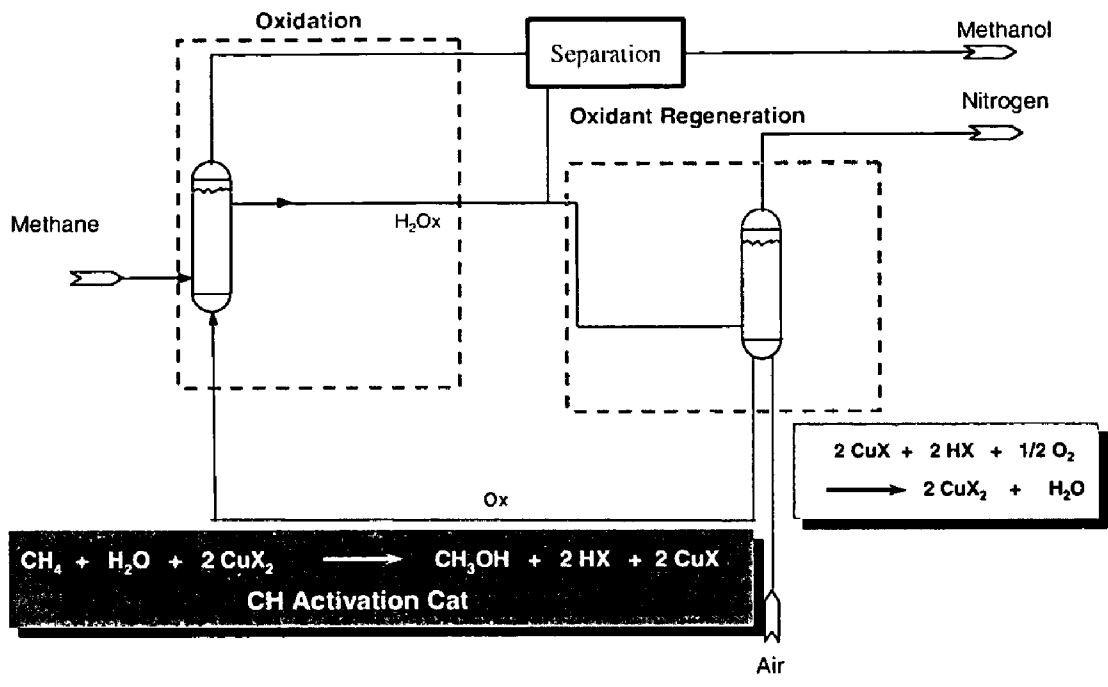 Oxidation
Separation
Methanol
Nitrogen
Oxidant Regeneration
Methane
H₂Ox
2 CuX + 2 HX + 1/2 O₂
⟶ 2 CuX₂ + H₂O
Ox
CH₄ + H₂O + 2 CuX₂ ⟶ CH₃OH + 2 HX + 2 CuX
CH Activation Cat
Air